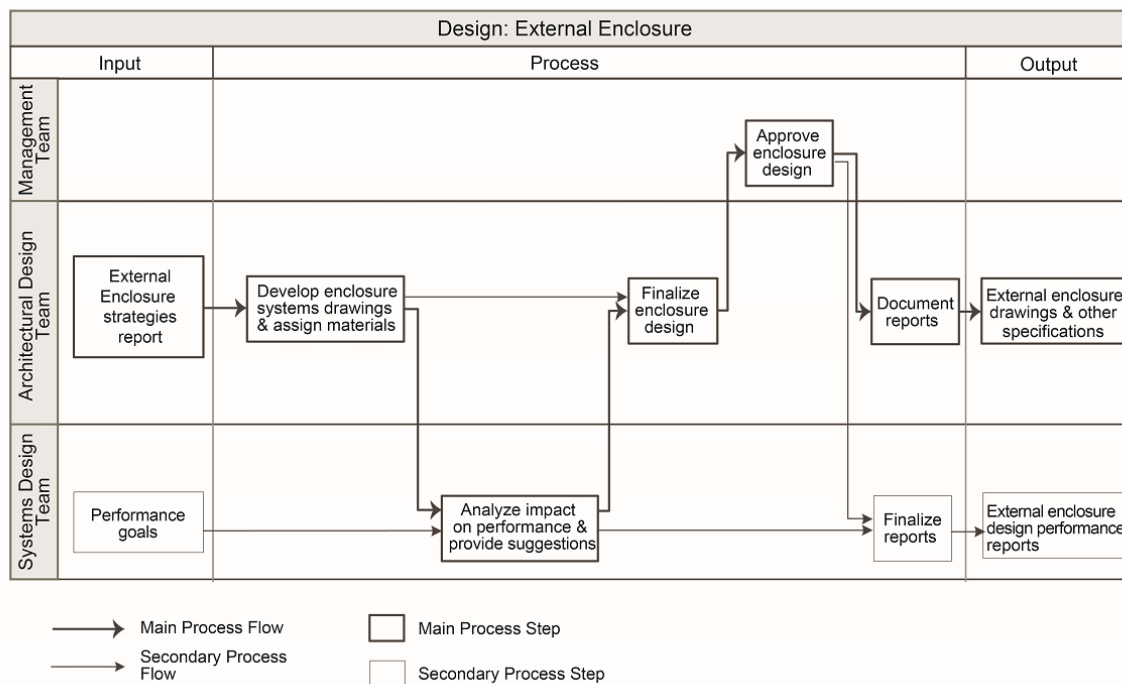 Design: External Enclosure
Input
Process
Output
Management
Team
Approve
enclosure
design
Architectural Design
Team
External
Enclosure
strategies
report
Develop enclosure
systems drawings
& assign materials
Finalize
enclosure
design
Document
reports
External enclosure
drawings & other
specifications
Systems Design
Team
Performance
goals
Analyze impact
on performance &
provide suggestions
Finalize
reports
External enclosure
design performance
reports
Main Process Flow
Main Process Step
Secondary Process
Flow
Secondary Process Step